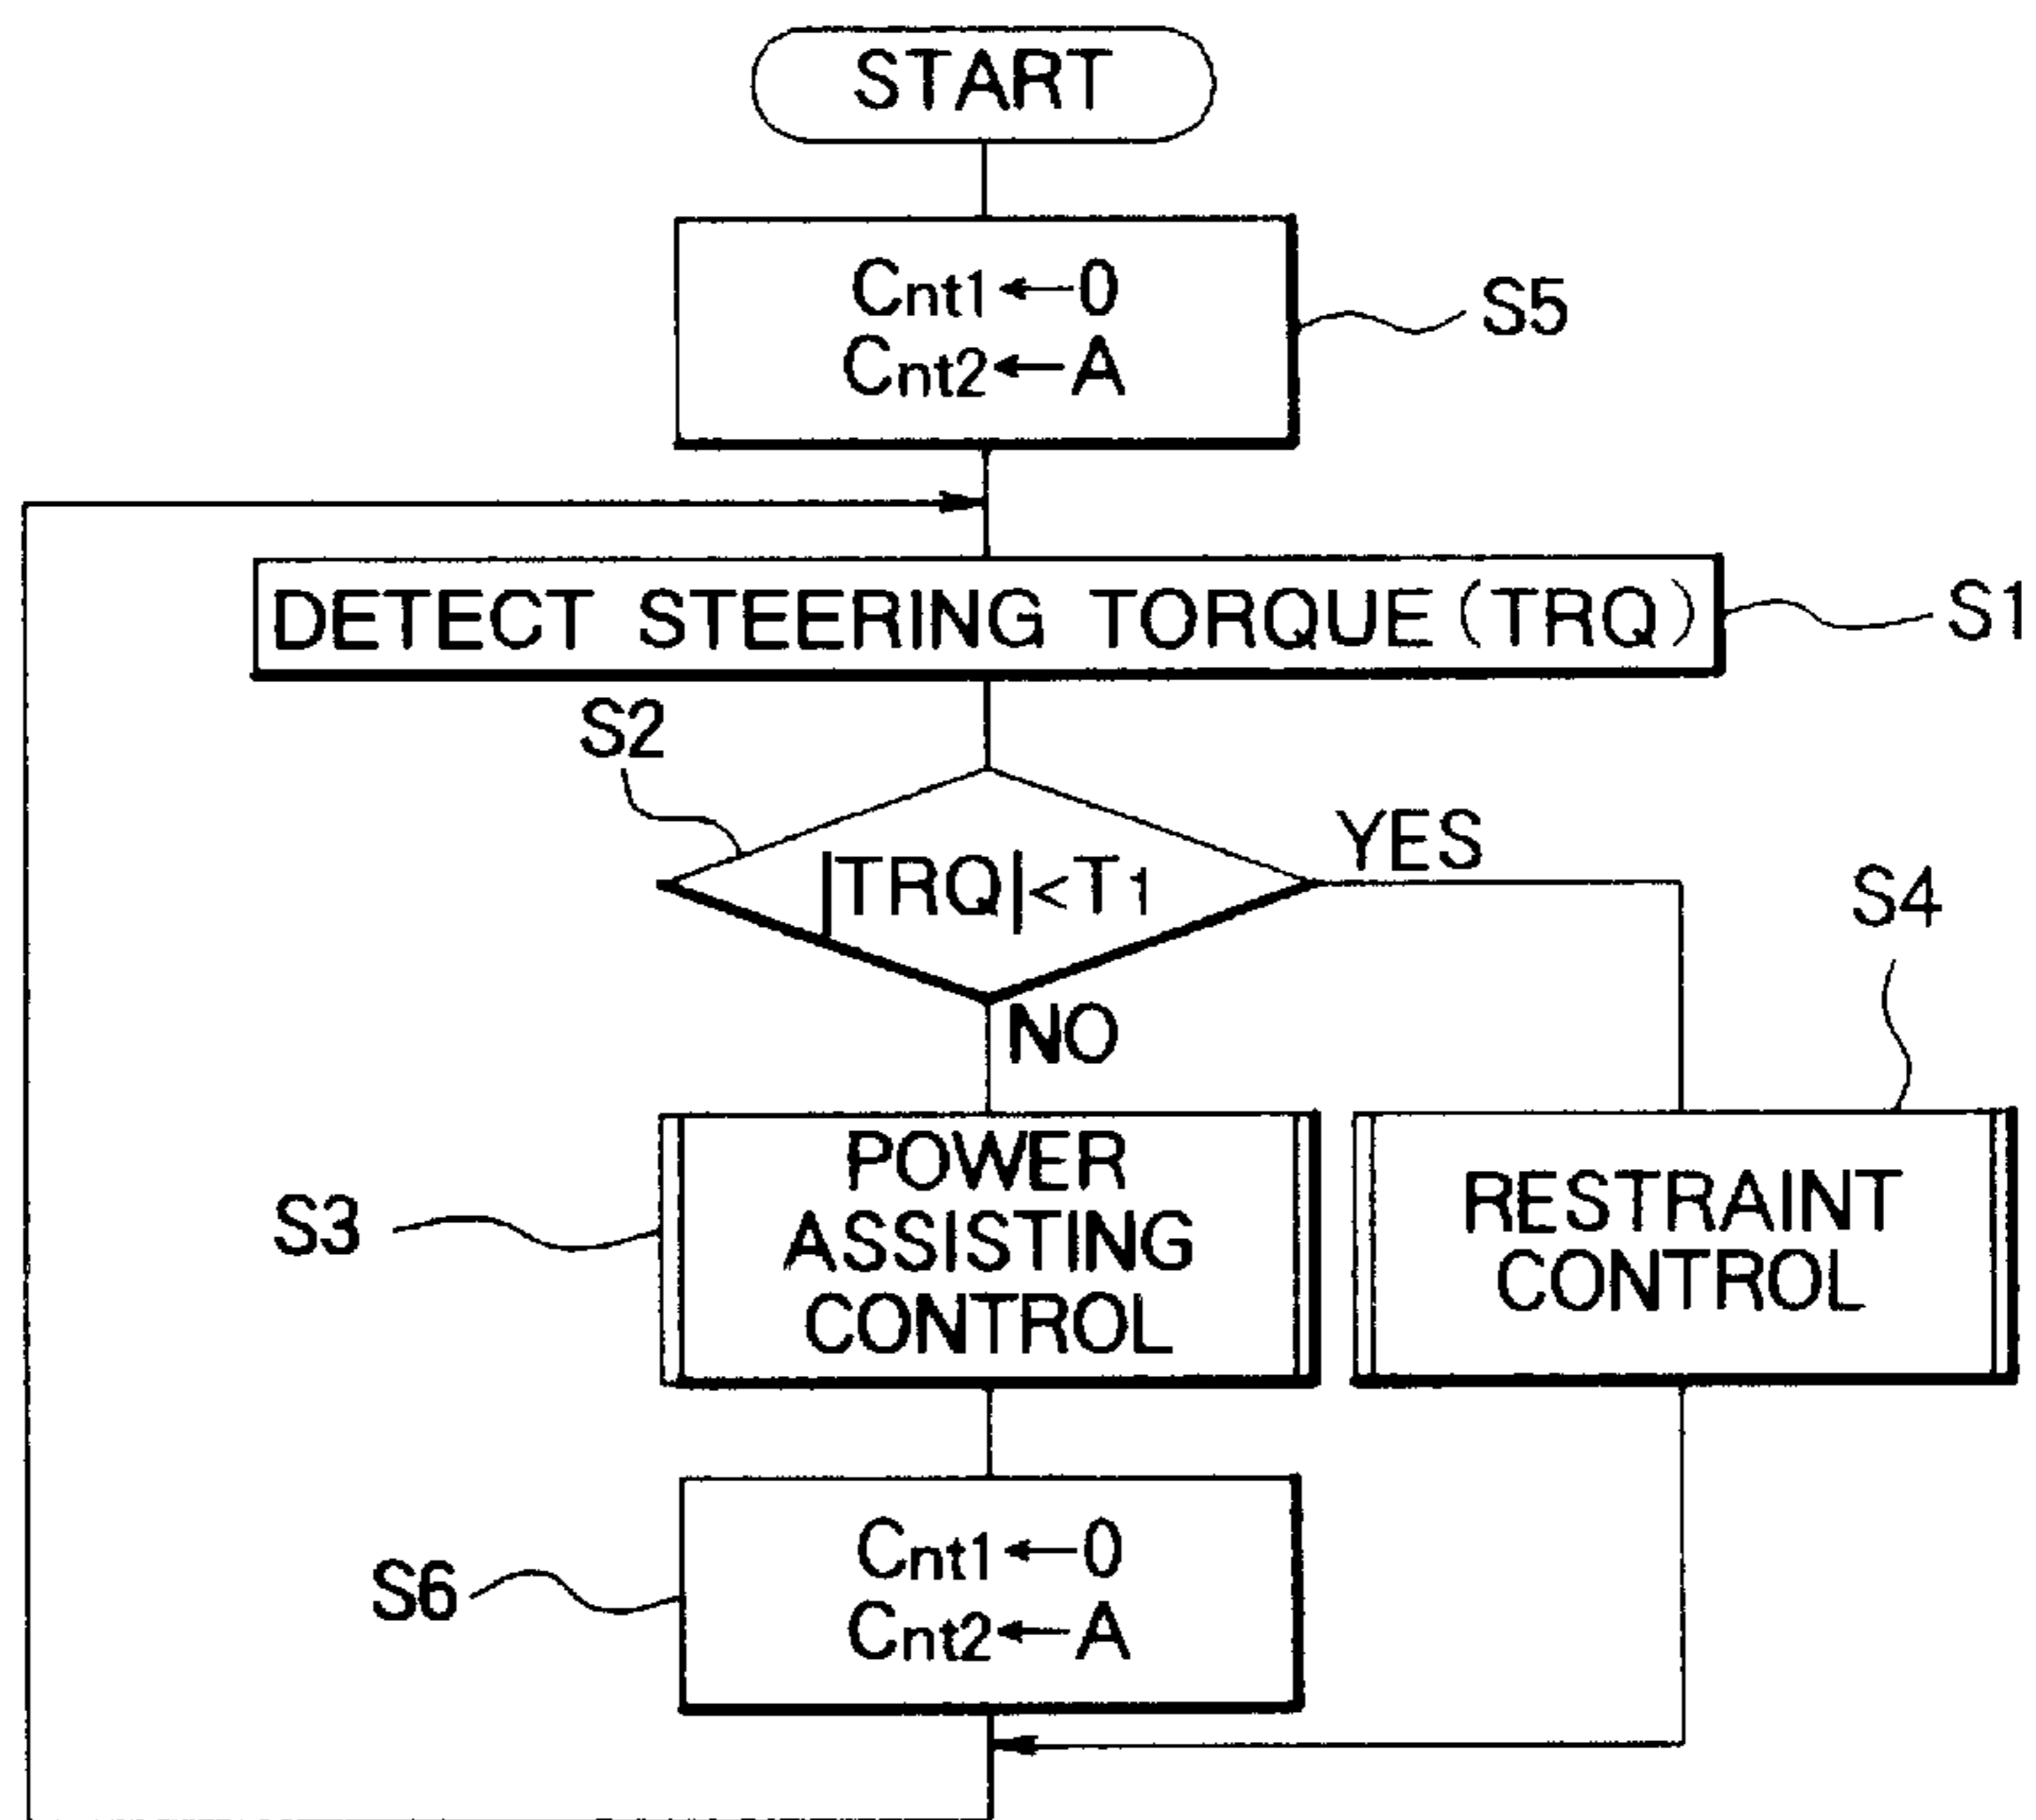 START
Cnt1←0
Cnt2←A
S5
DETECT STEERING TORQUE(TRQ)
S1
S2
|TRQ|<T1
YES
S4
NO
POWER
ASSISTING
CONTROL
S3
RESTRAINT
CONTROL
Cnt1←0
Cnt2←A
S6